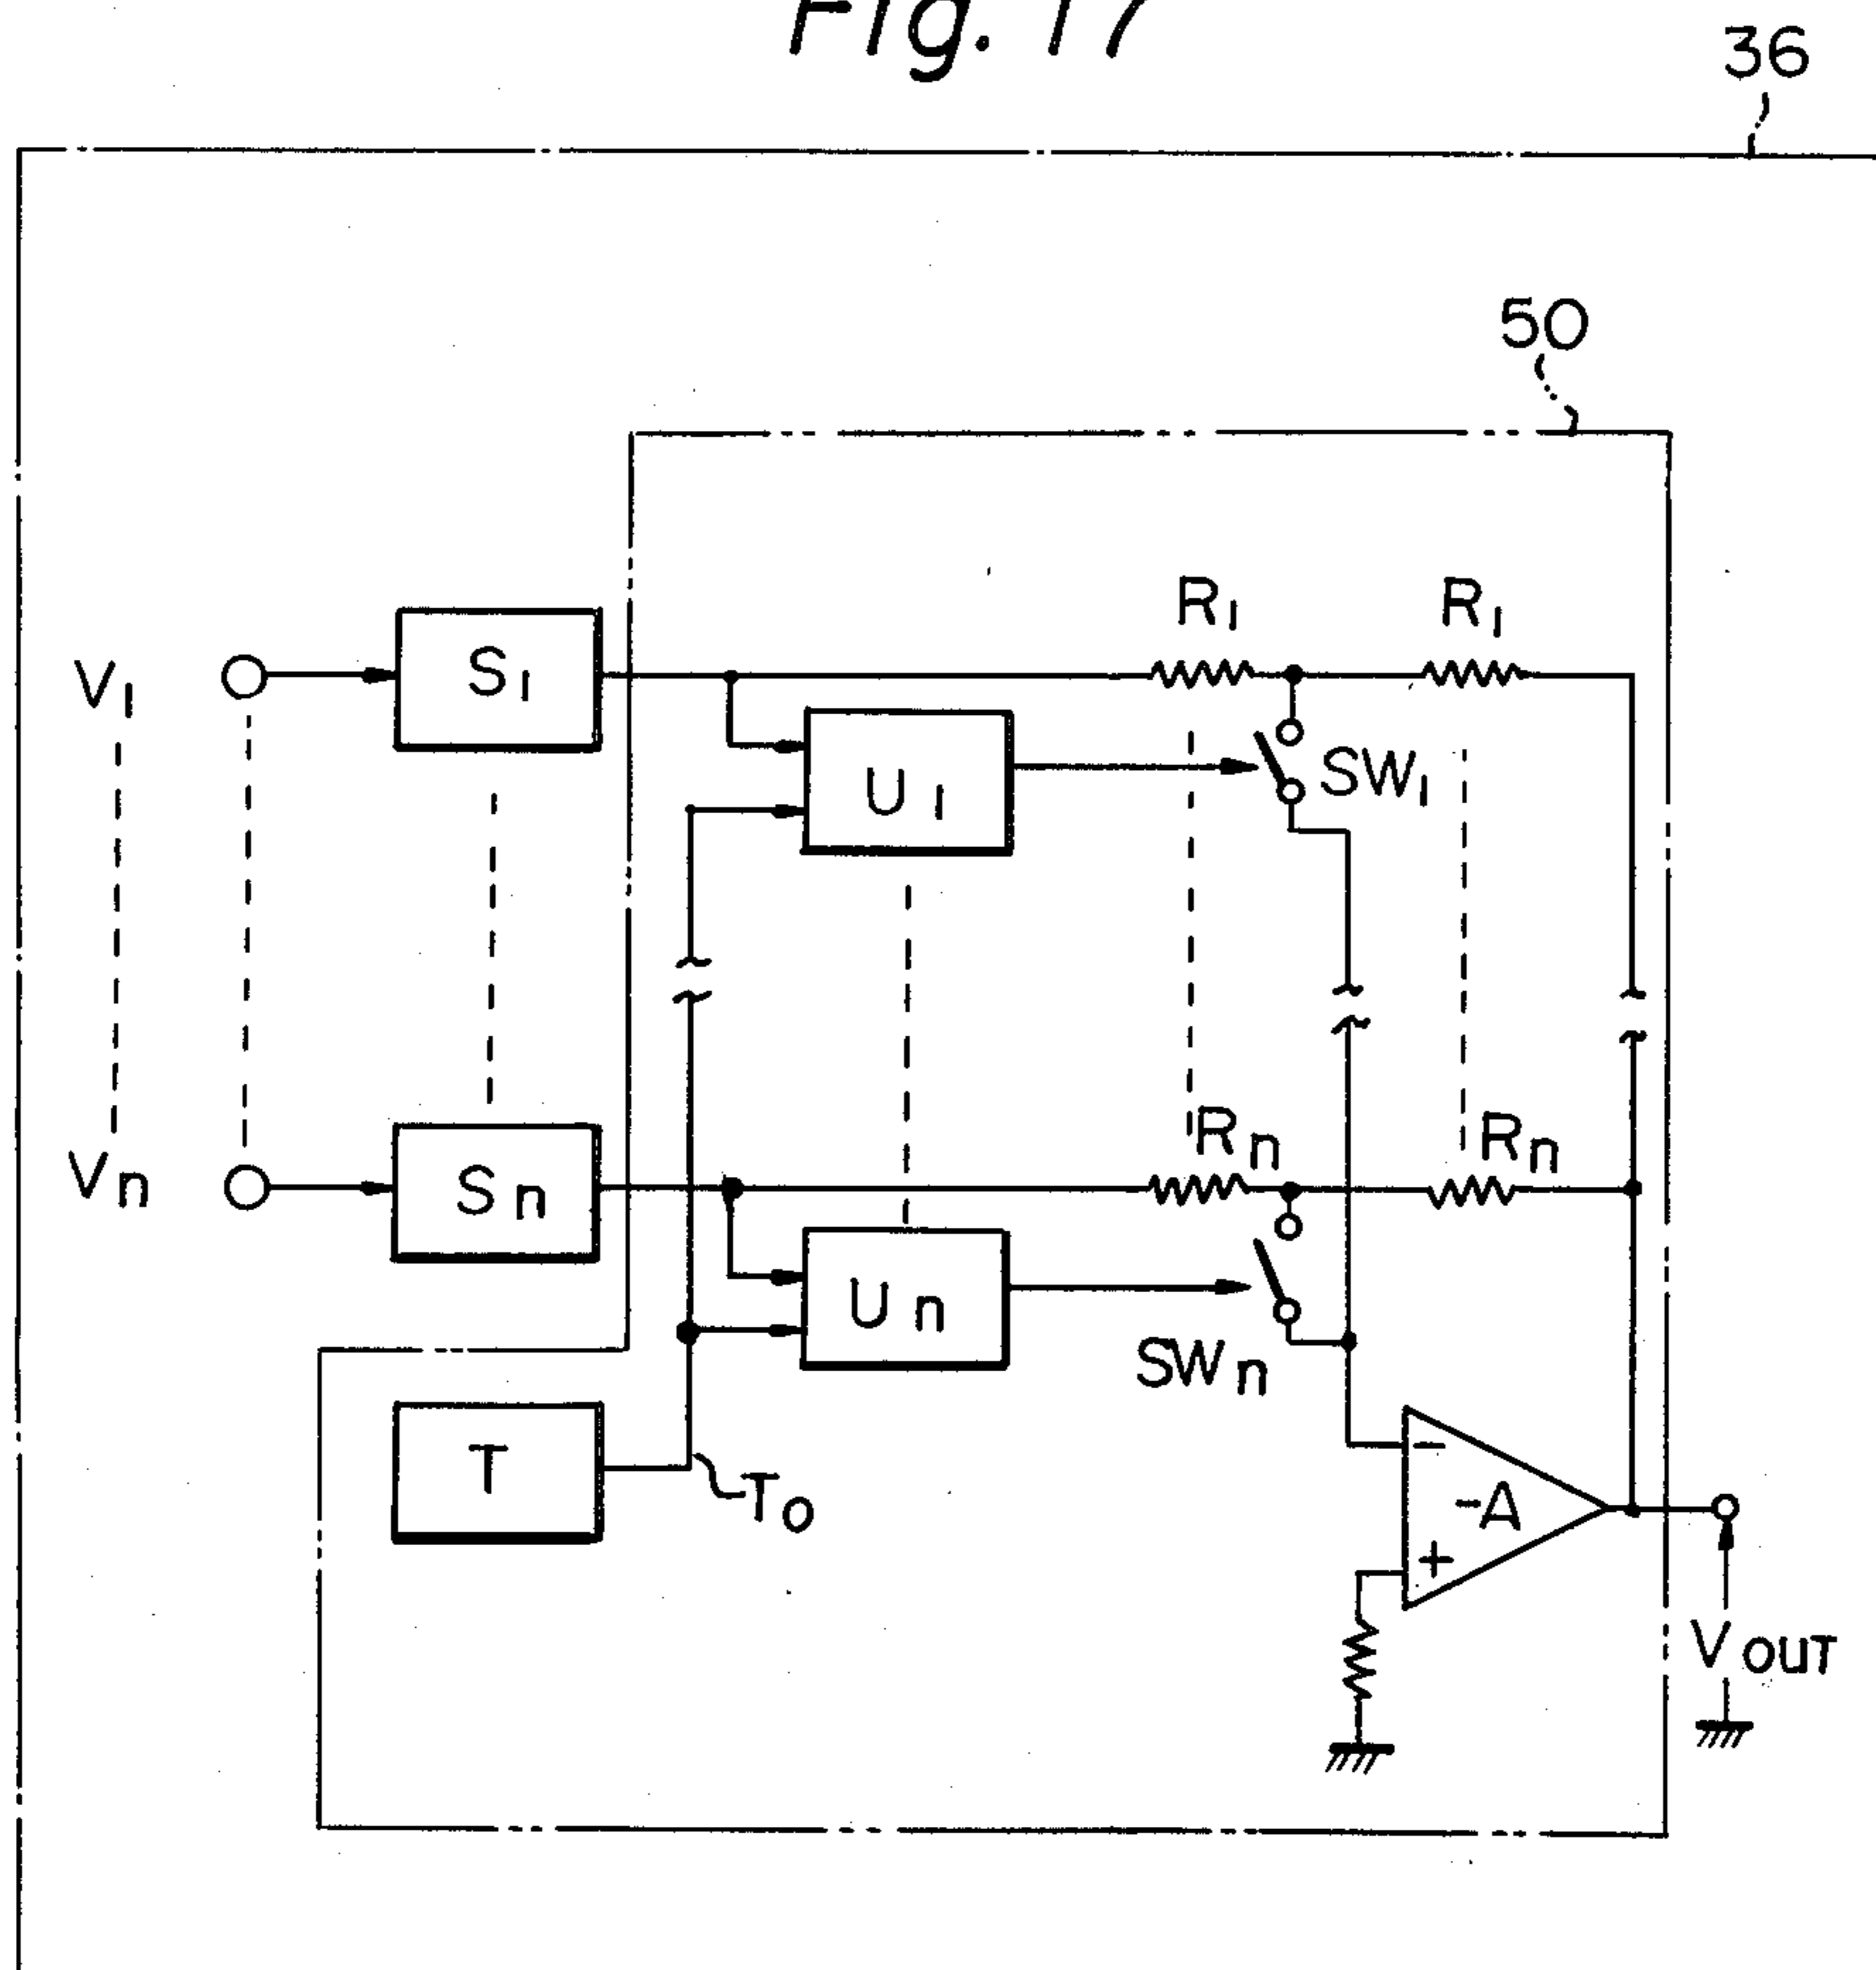 Fig. 17
36
50
R1 R1
V1 S1
U1 SW1
Rn Rn
Vn Sn
Un
SWn
T
To
−
-A
+
VOUT